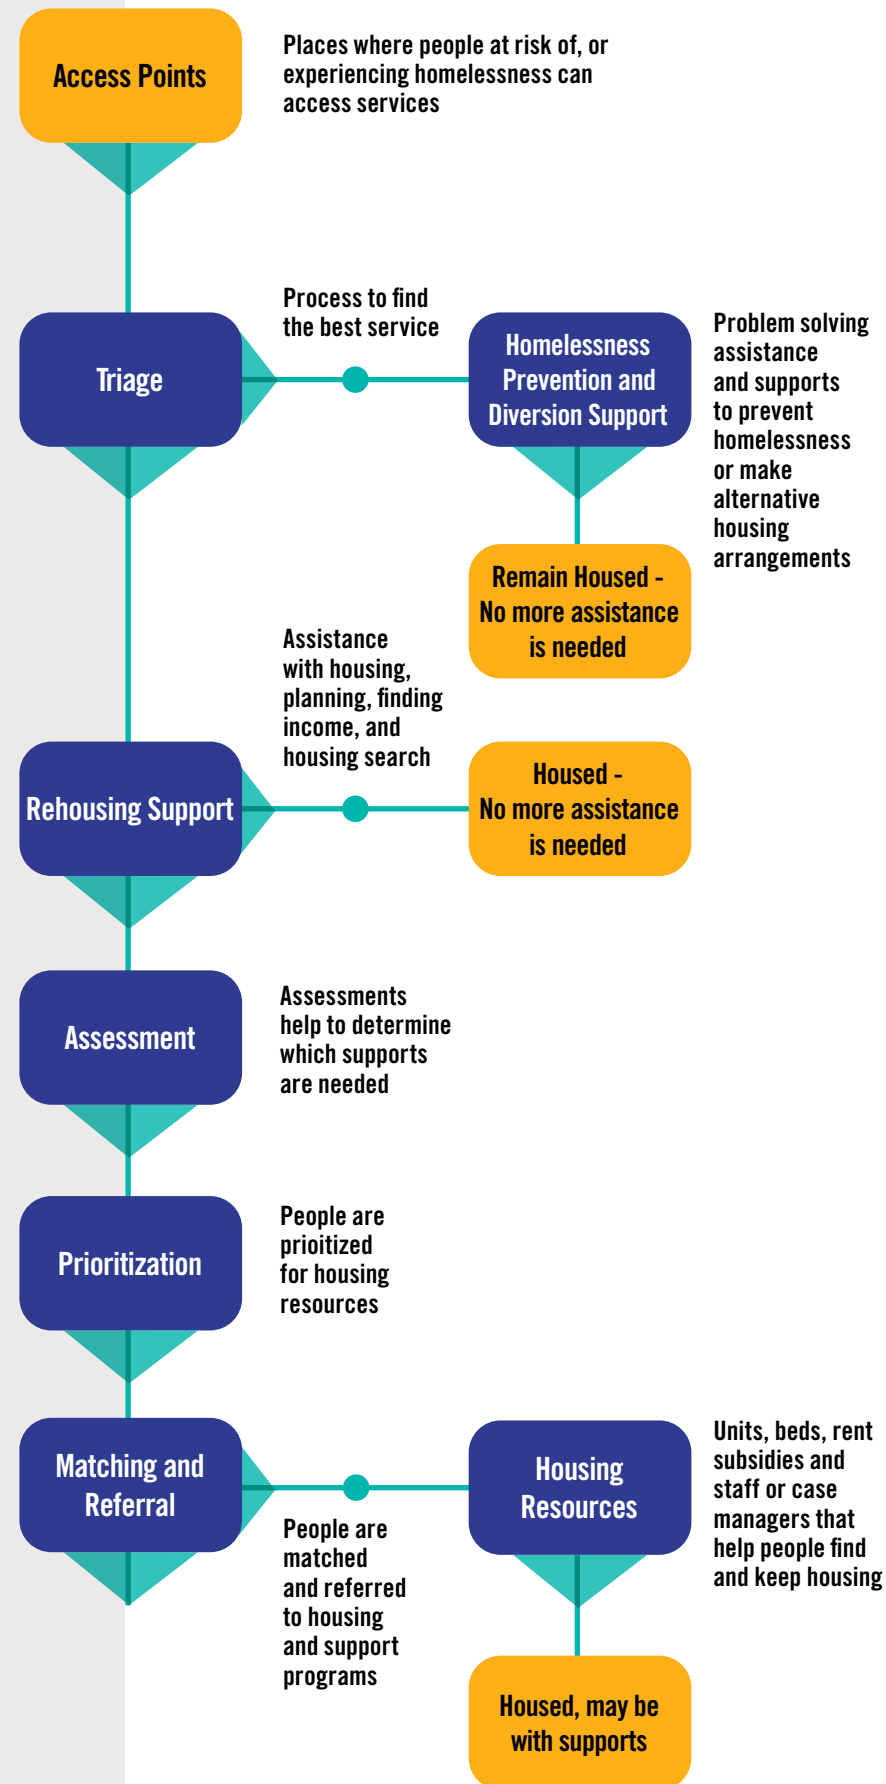 Access Points
Places where people at risk of, or
experiencing homelessness can
access services
Triage
Process to find
the best service
Homelessness
Prevention and
Diversion Support
Problem solving
assistance
and supports
to prevent
homelessness
or make
alternative
housing
arrangements
Remain Housed -
No more assistance
is needed
Rehousing Support
Assistance
with housing,
planning, finding
income, and
housing search
Housed -
No more assistance
is needed
Assessment
Assessments
help to determine
which supports
are needed
Prioritization
People are
prioitized
for housing
resources
Matching and
Referral
People are
matched
and referred
to housing
and support
programs
Housing
Resources
Units, beds, rent
subsidies and
staff or case
managers that
help people find
and keep housing
Housed, may be
with supports